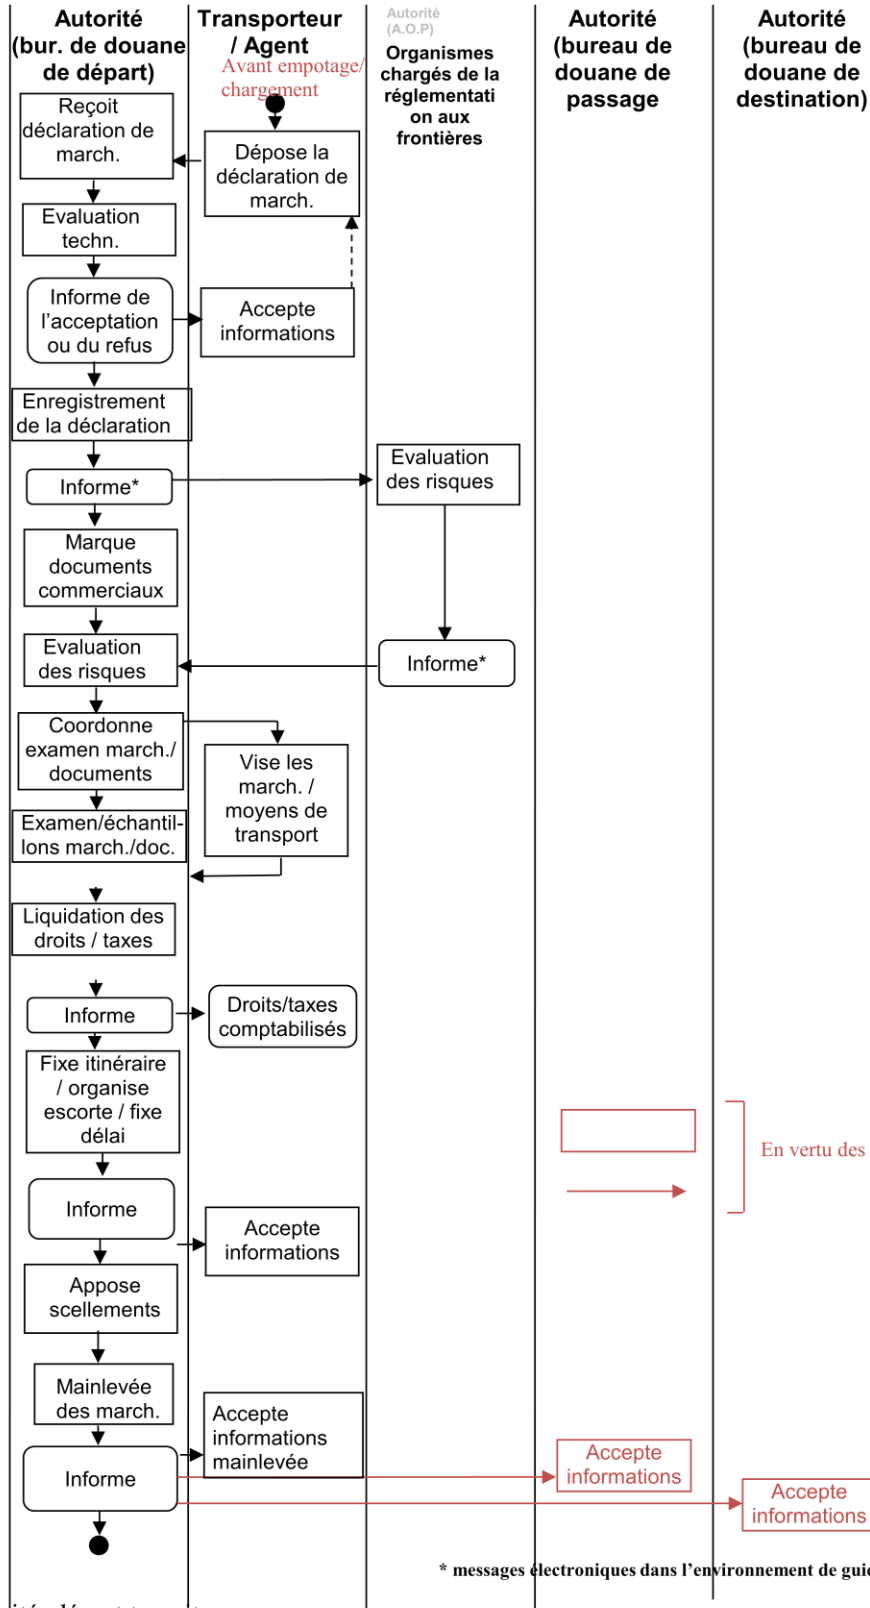 Autorité
(bur. de douane
de départ)
Transporteur
/ Agent
Avant empotage/
chargement
Autorité
(A.O.P)
Organismes
chargés de la
réglementati
on aux
frontières
Autorité
(bureau de
douane de
passage
Autorité
(bureau de
douane de
destination)
Reçoit
déclaration de
march.
Dépose la
déclaration de
march.
Evaluation
techn.
Informe de
l'acceptation
ou du refus
Accepte
informations
Enregistrement
de la déclaration
Informe*
Evaluation
des risques
Marque
documents
commerciaux
Evaluation
des risques
Informe*
Coordonne
examen march./
documents
Vise les
march. /
moyens de
transport
Examen/échantil-
lons march./doc.
Liquidation des
droits / taxes
Informe
Droits/taxes
comptabilisés
Fixe itinéraire
/ organise
escorte / fixe
délai
En vertu des
Informe
Accepte
informations
Appose
scellements
Mainlevée
des march.
Accepte
informations
mainlevée
Informe
Accepte
informations
Accepte
informations
* messages électroniques dans l'environnement de guic